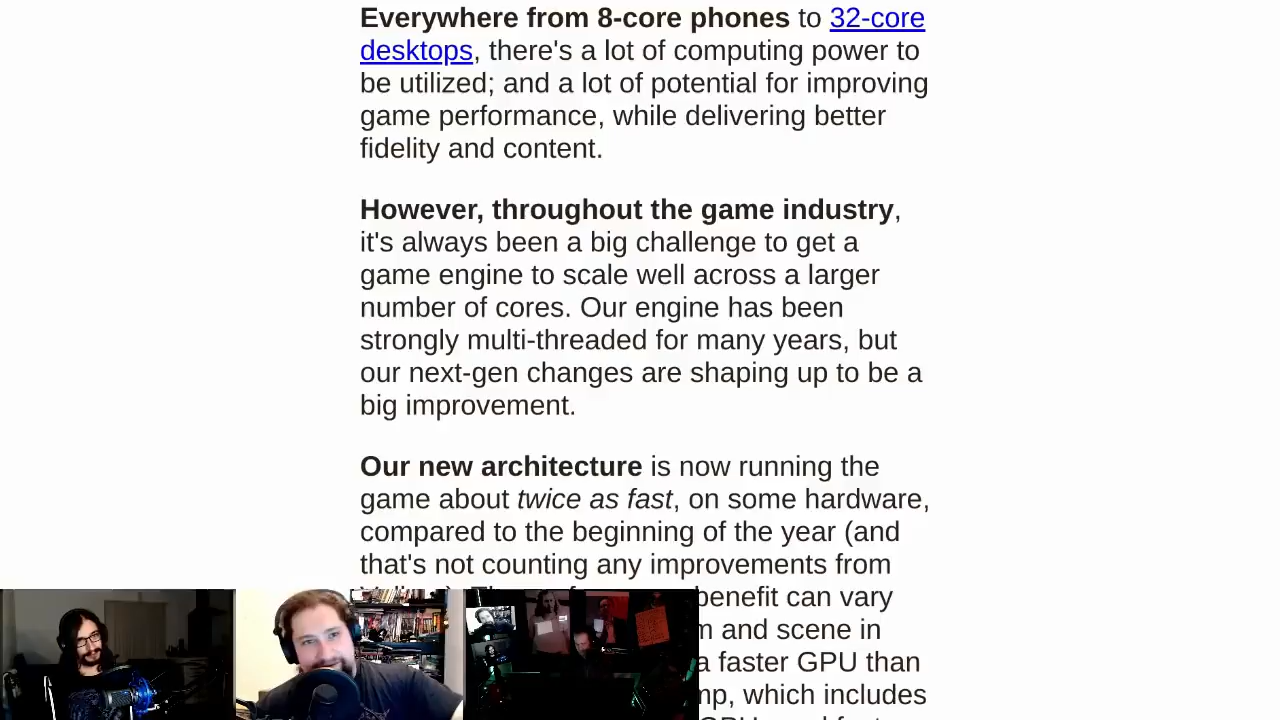 Everywhere from 8-core phones to 32-core
desktops, there's a lot of computing power to
be utilized; and a lot of potential for improving
game performance, while delivering better
fidelity and content.
However, throughout the game industry,
it's always been a big challenge to get a
game engine to scale well across a larger
number of cores. Our engine has been
strongly multi-threaded for many years, but
our next-gen changes are shaping up to be a
big improvement.
Our new architecture is now running the
game about twice as fast, on some hardware,
compared to the beginning of the year (and
that's not counting any improvements from
benefit can vary
and scene in
a faster GPU than
which includes